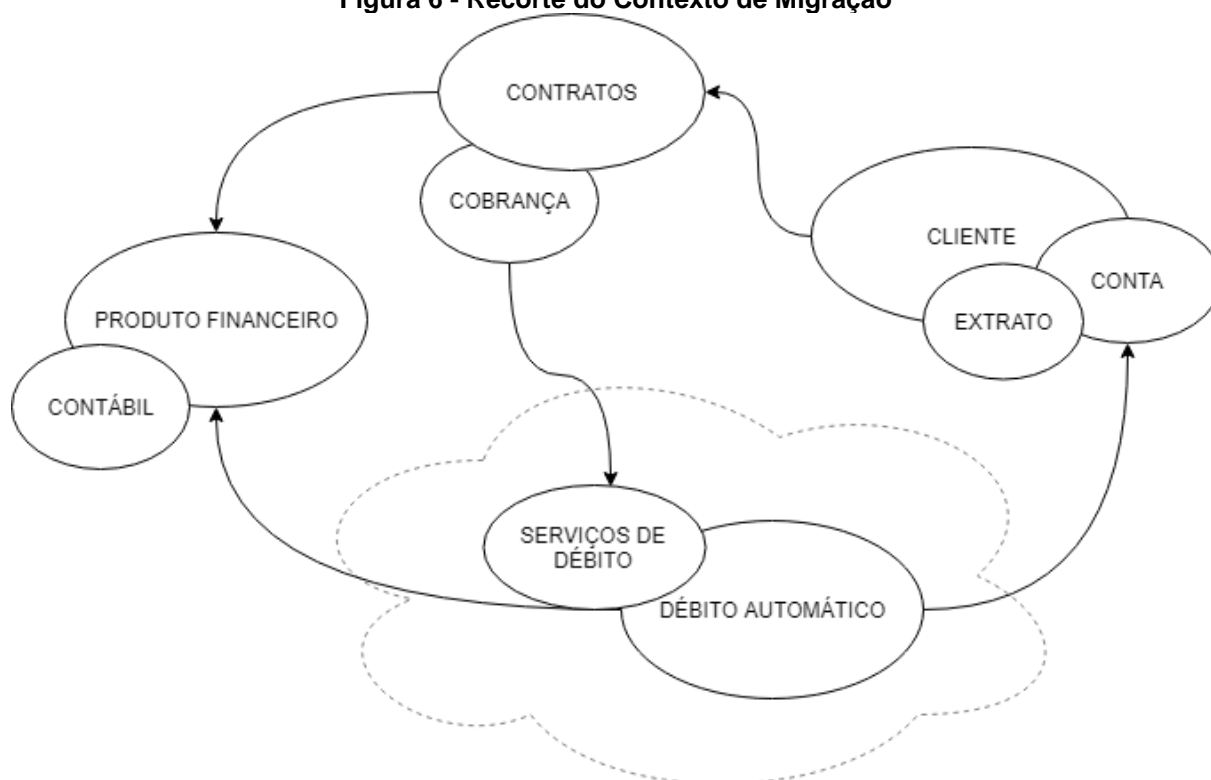 Figura 6 - Recorte do Contexto de Migração
CONTRATOS
COBRANÇA
CLIENTE
CONTA
EXTRATO
PRODUTO FINANCEIRO
CONTÁBIL
SERVIÇOS DE
DÉBITO
DÉBITO AUTOMÁTICO